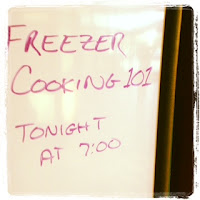 FREEZER
COOKING 101
TONIGHT
AT 7:00